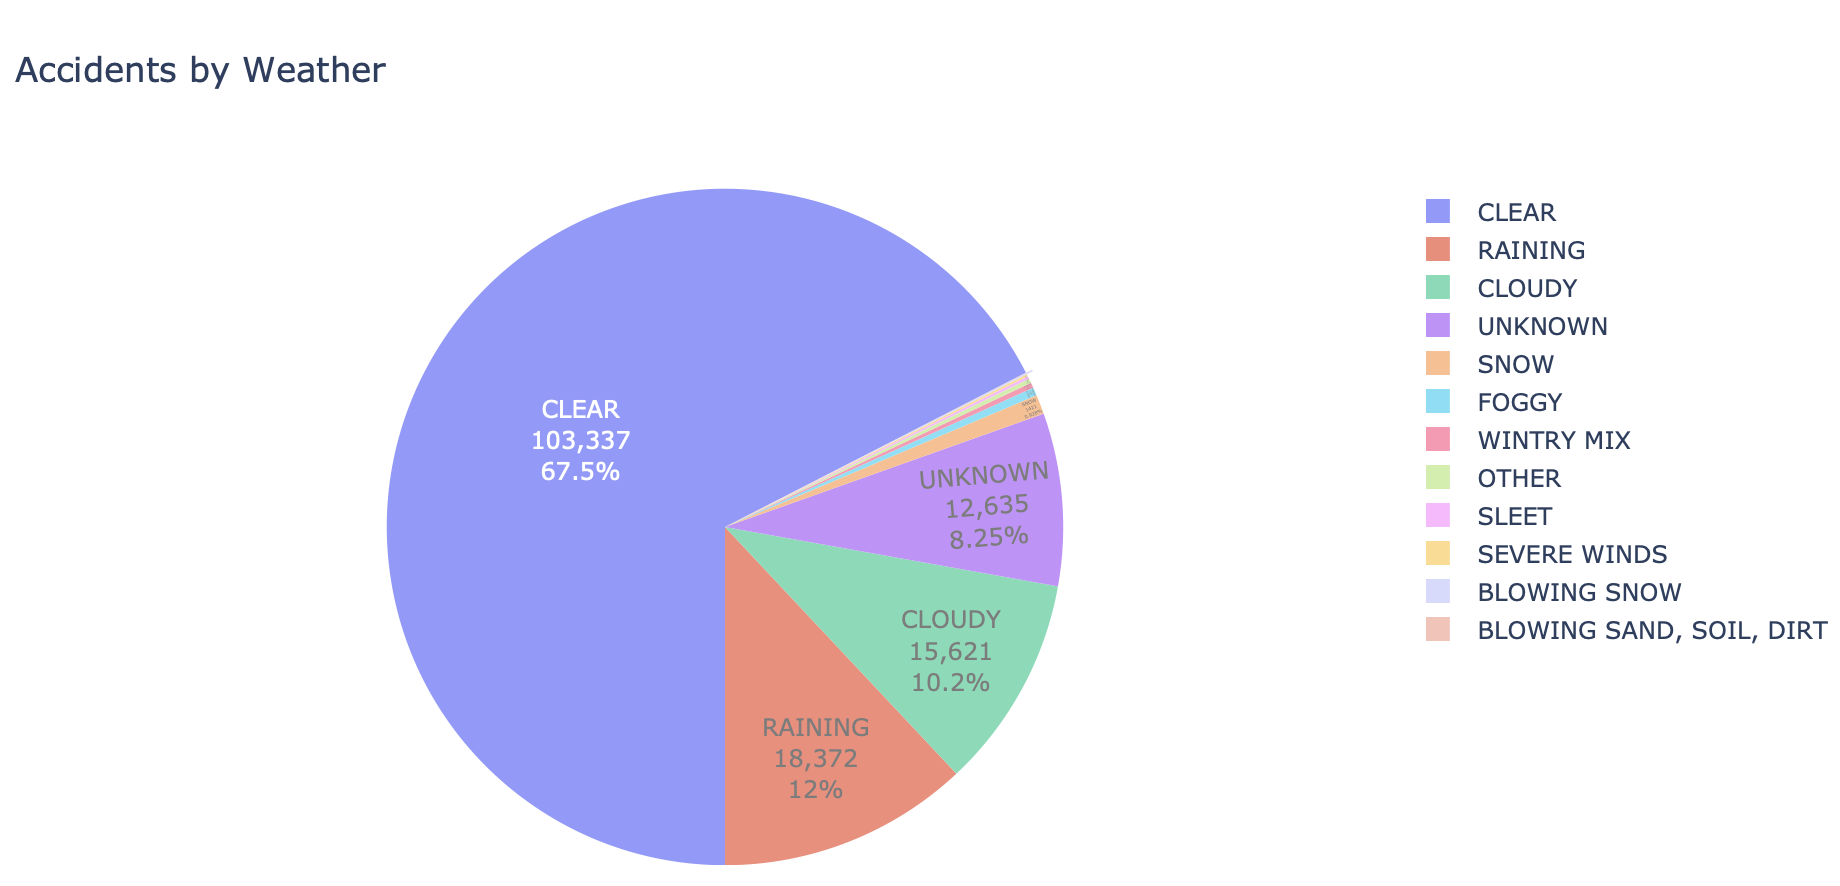 Accidents by Weather
CLEAR
103,337
67.5%
UNKNOWN
12,635
8.25%
CLOUDY
15,621
10.2%
RAINING
18,372
12%
SNOW
CLEAR
RAINING
CLOUDY
UNKNOWN
SNOW
FOGGY
WINTRY MIX
OTHER
SLEET
SEVERE WINDS
BLOWING SNOW
BLOWING SAND, SOIL, DIRT